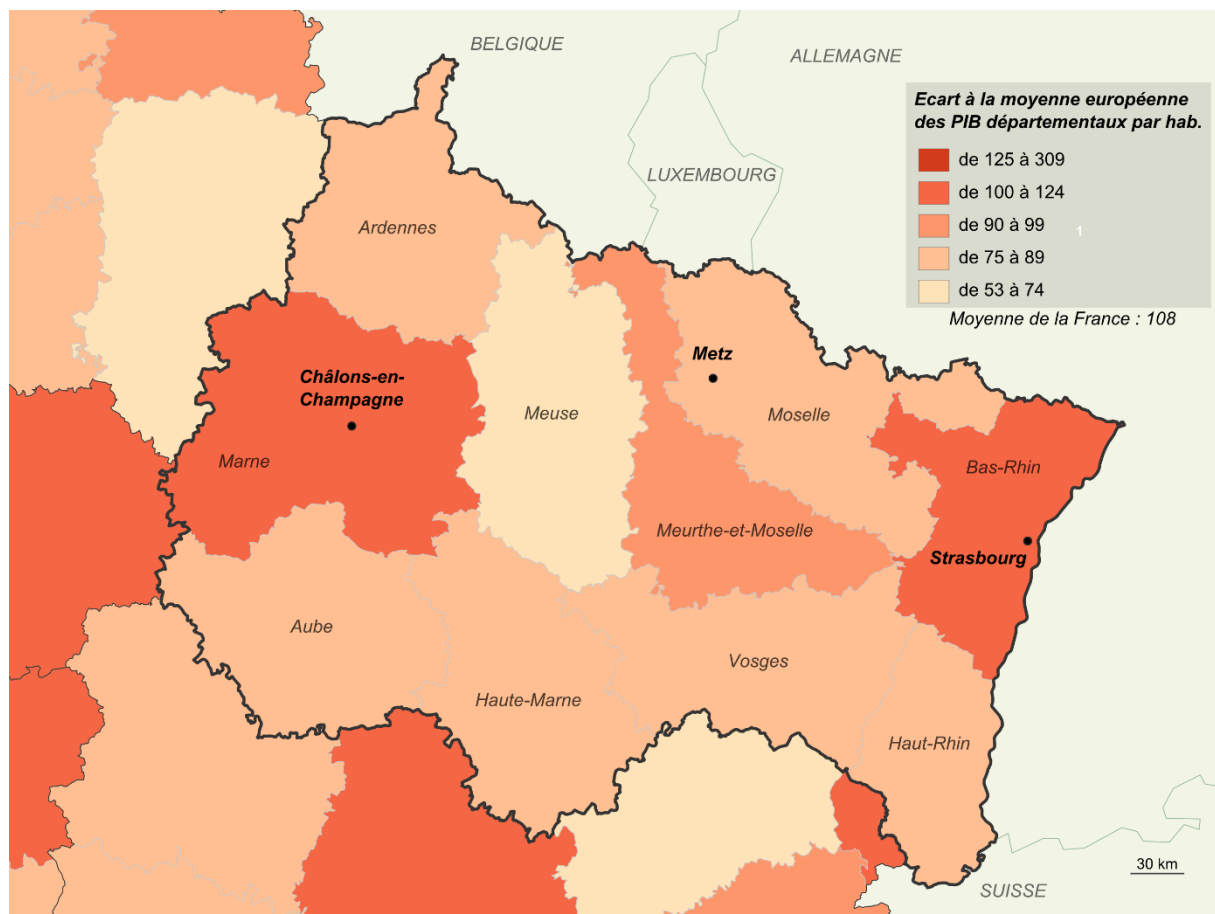 BELGIQUE
ALLEMAGNE
Ecart à la moyenne européenne
des PIB départementaux par hab.
de 125 à 309
de 100 à 124
de 90 à 99
1
de 75 à 89
de 53 à 74
Moyenne de la France : 108
LUXEMBOURG
Ardennes
Metz
Châlons-en-
Champagne
Meuse
Moselle
Marne
Bas-Rhin
Meurthe-et-Moselle
Strasbourg
Aube
Vosges
Haute-Marne
Haut-Rhin
30 km
SUISSE